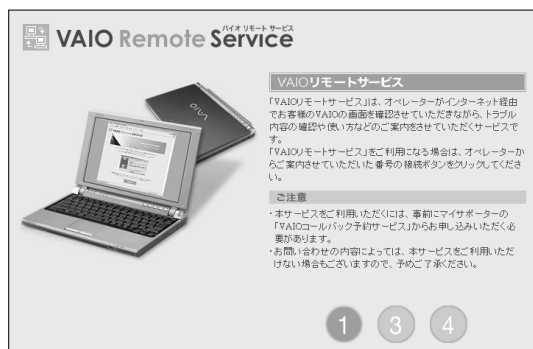 バイオ リモート サービス
VAIO Remote Service
VAIOリモートサービス
「VAIOリモートサービス」は、オペレーターがインターネット経由
でお客様のVAIOの画面を確認させていただきながら、トラブル
内容の確認や使い方などのご案内をさせていただくサービスで
す。
「VAIOリモートサービス」をご利用になる場合は、オペレーターか
らご案内させていただいた番号の接続ボタンをクリックしてくださ
い。
ご注意
・本サービスをご利用いただくには、事前にマイサポーターの
「VAIOコールバック予約サービス」からお申し込みいただく必
要があります。
・お問い合わせの内容によっては、本サービスをご利用いただ
けない場合もございますので、予めご了承ください。
1 3 4